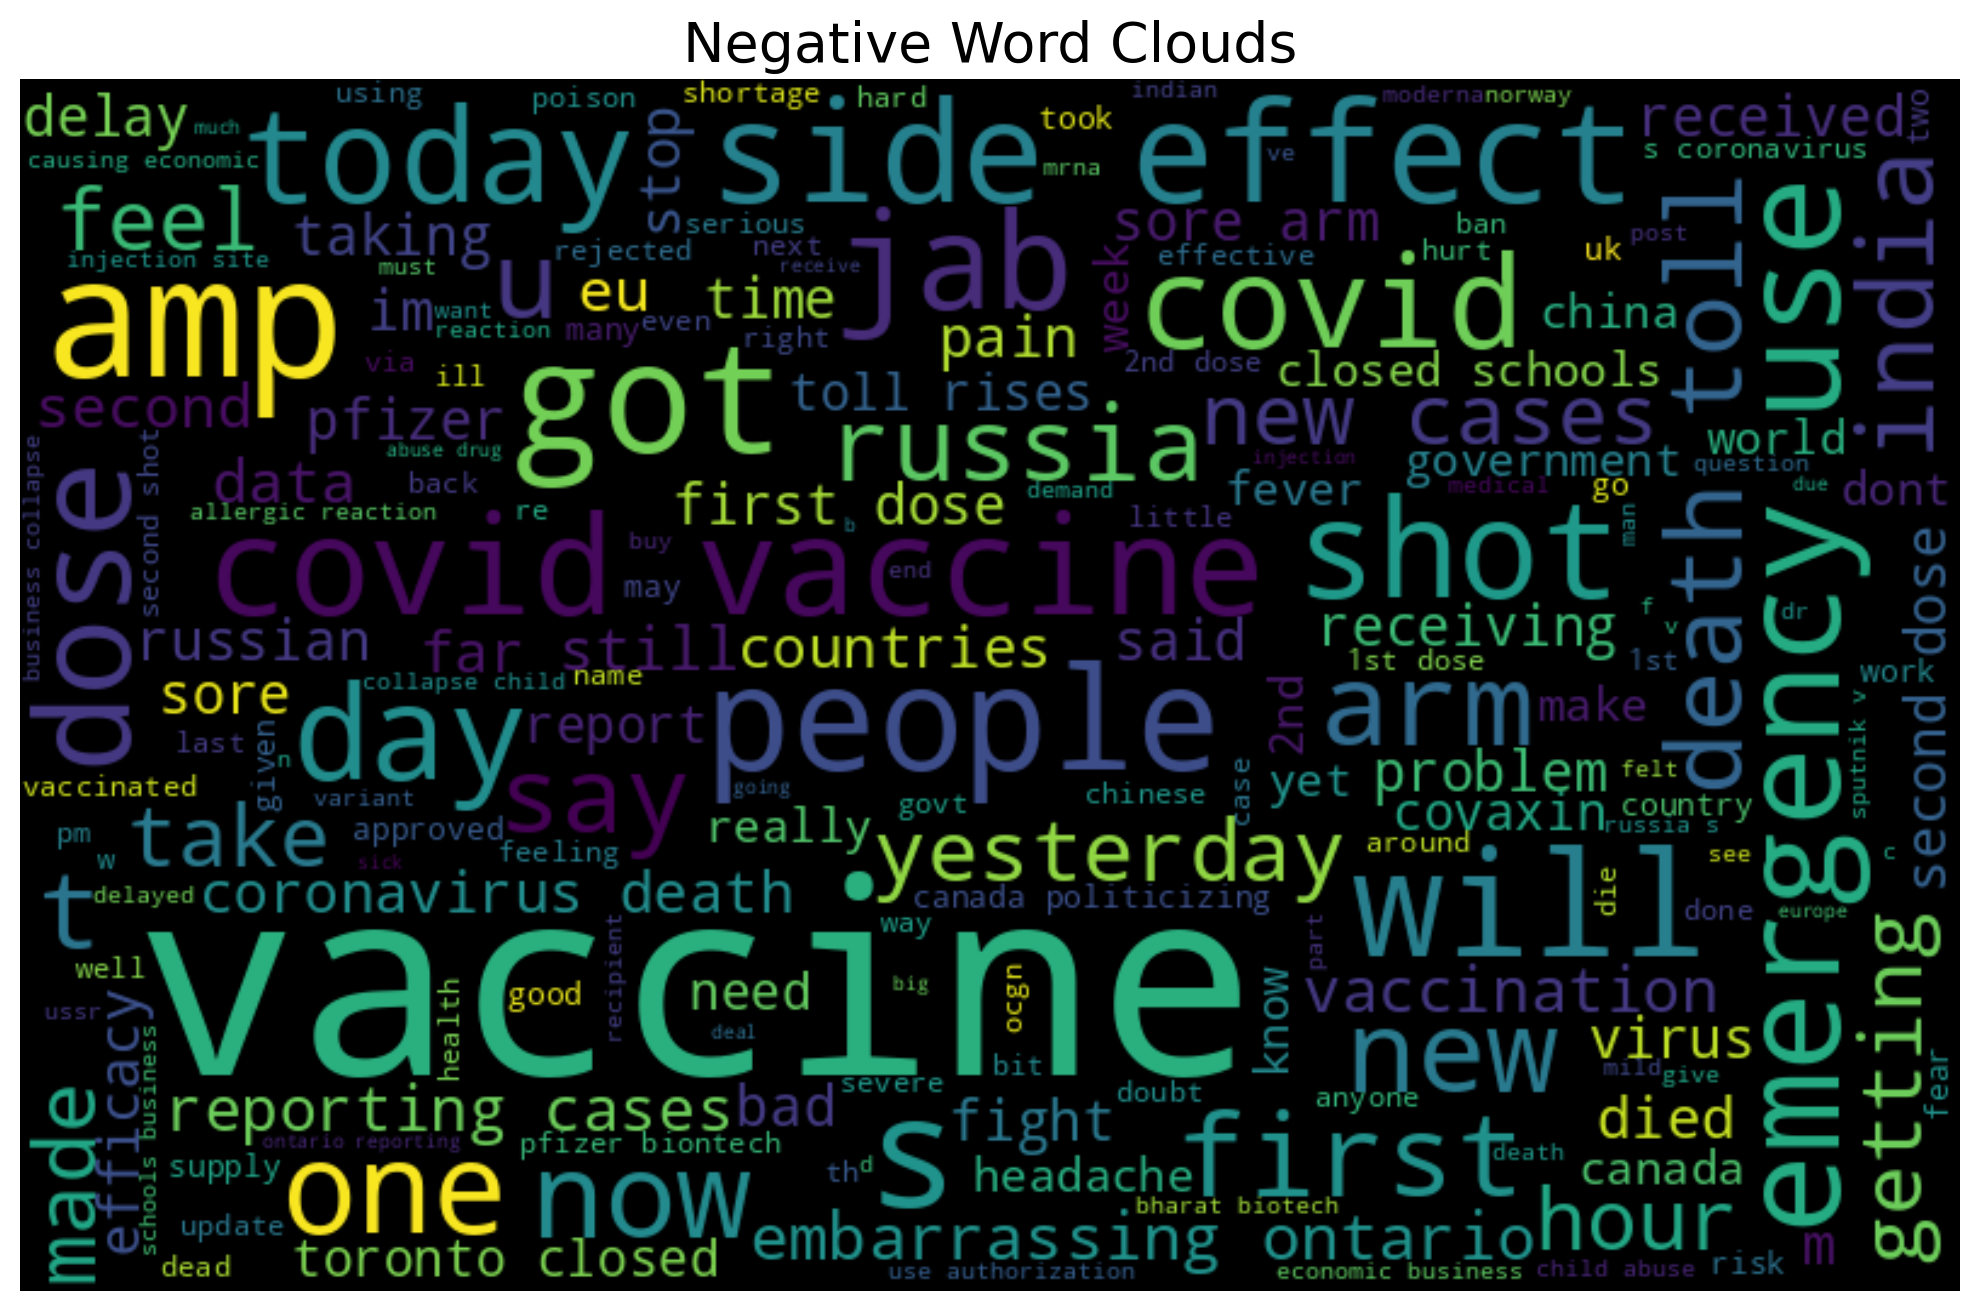 Negative Word Clouds
delay
much
using
poison
shortage
hard
indian
moderna
norway
received
two
causing economic
today
stop
side
took
mrna
effect
ve
s coronavirus
feel
taking
serious
sore arm
ban
hurt
uk
post
toll
use
india
injection site
must
rejected
next
receive
jab
week
effective
amp
im
want
reaction
u
eu
many
even
time
right
pain
covid
china
via
ill
2nd dose
closed schools
second
pfizer
got
toll rises
russia
new cases
world
abuse drug
data
back
injection
government
question
fever
medical
go
due
dont
business collapse
dose
second shot
allergic reaction
re
first dose
b
demand
little
shot
man
death
emergency
covid vaccine
buy
may
end
russian
far still
countries
said
receiving
f
v
dr
1st dose
1st
second dose
sore
collapse child
name
people
work
day
report
2nd
arm
make
last
given
n
say
sputnik v
vaccinated
variant
going
govt
chinese
case
yet
problem
felt
covaxin
country
russia s
pm
w
take
approved
sick
feeling
really
yesterday
around
see
c
t
delayed
coronavirus death
canada politicizing
will
die
done
europe
vaccine
way
part
well
ussr
efficacy
health
good
recipient
need
deal
big
ocgn
bit
know
vaccination
getting
new
virus
mild
give
fear
made
schools business
reporting cases
bad
severe
doubt
anyone
died
ontario reporting
pfizer biontech
fight
s
first
death
supply
one
now
th
d
headache
canada
bharat biotech
update
embarrassing
ontario
hour
m
dead
toronto closed
use authorization
economic business
child abuse
risk